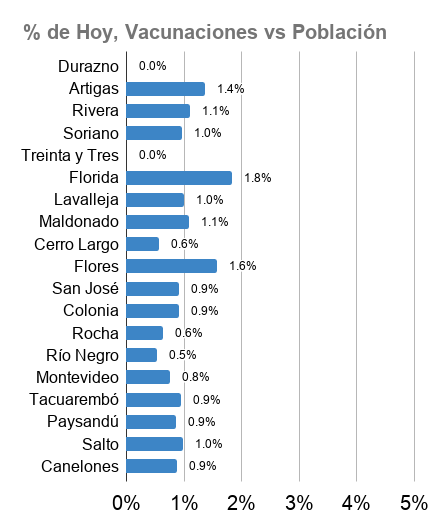 % de Hoy, Vacunaciones vs Población
Durazno 0.0%
Artigas 1.4%
Rivera 1.1%
Soriano 1.0%
Treinta y Tres 0.0%
Florida 1.8%
Lavalleja 1.0%
Maldonado 1.1%
Cerro Largo 0.6%
Flores 1.6%
San José 0.9%
Colonia 0.9%
Rocha 0.6%
Río Negro 0.5%
Montevideo 0.8%
Tacuarembó 0.9%
Paysandú 0.9%
Salto 1.0%
Canelones 0.9%
0% 1% 2% 3% 4% 5%